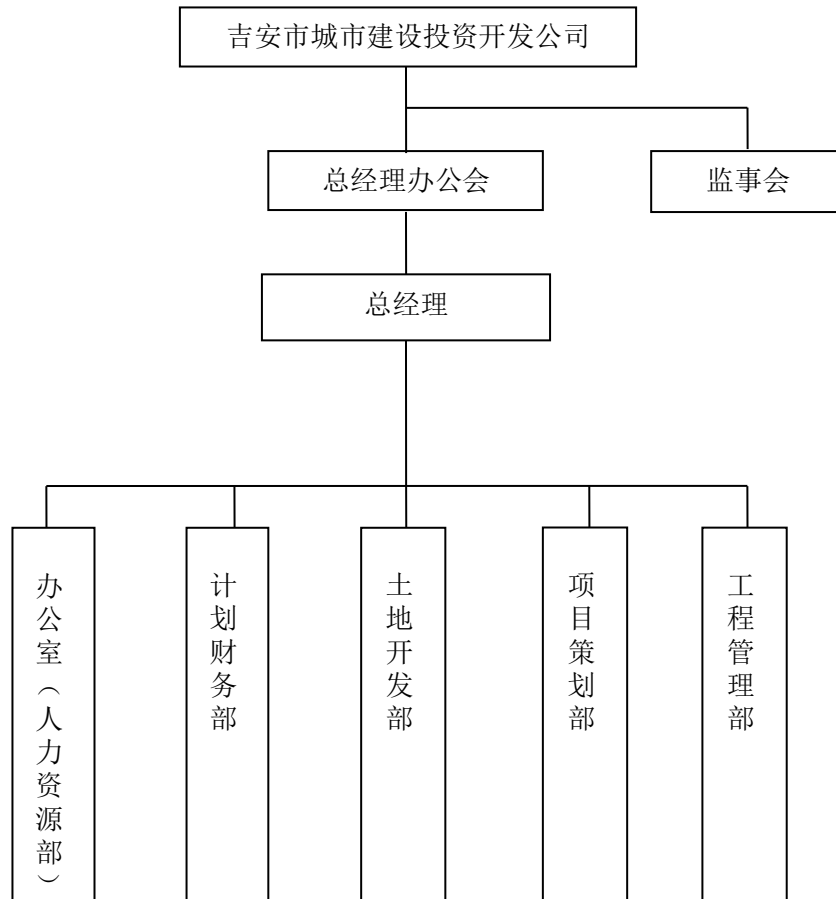 吉安市城市建设投资开发公司
总经理办公会
监事会
总经理
办公室（人力资源部）
计划财务部
土地开发部
项目策划部
工程管理部